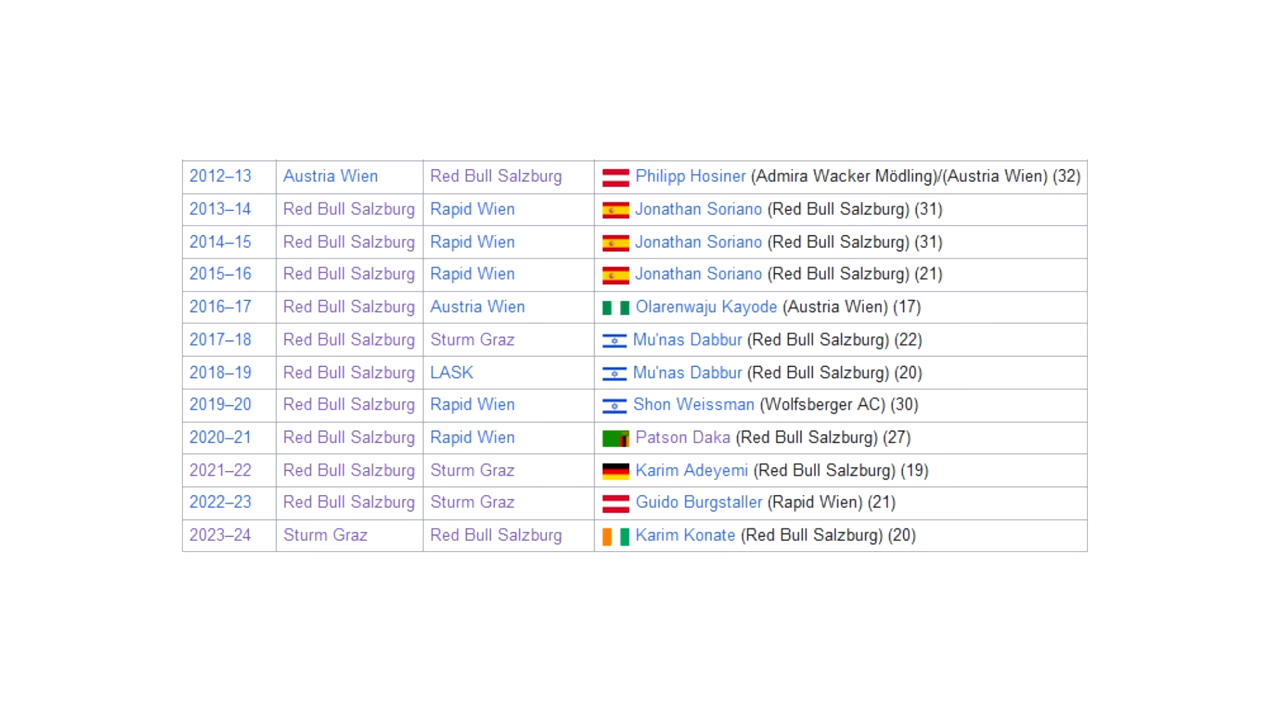 2012–13 Austria Wien Red Bull Salzburg Philipp Hosiner (Admira Wacker Mödling)/(Austria Wien) (32)
2013–14 Red Bull Salzburg Rapid Wien Jonathan Soriano (Red Bull Salzburg) (31)
2014–15 Red Bull Salzburg Rapid Wien Jonathan Soriano (Red Bull Salzburg) (31)
2015–16 Red Bull Salzburg Rapid Wien Jonathan Soriano (Red Bull Salzburg) (21)
2016–17 Red Bull Salzburg Austria Wien Olarenwaju Kayode (Austria Wien) (17)
2017–18 Red Bull Salzburg Sturm Graz Mu'nas Dabbur (Red Bull Salzburg) (22)
2018–19 Red Bull Salzburg LASK Mu'nas Dabbur (Red Bull Salzburg) (20)
2019–20 Red Bull Salzburg Rapid Wien Shon Weissman (Wolfsberger AC) (30)
2020–21 Red Bull Salzburg Rapid Wien Patson Daka (Red Bull Salzburg) (27)
2021–22 Red Bull Salzburg Sturm Graz Karim Adeyemi (Red Bull Salzburg) (19)
2022–23 Red Bull Salzburg Sturm Graz Guido Burgstaller (Rapid Wien) (21)
2023–24 Sturm Graz Red Bull Salzburg Karim Konate (Red Bull Salzburg) (20)